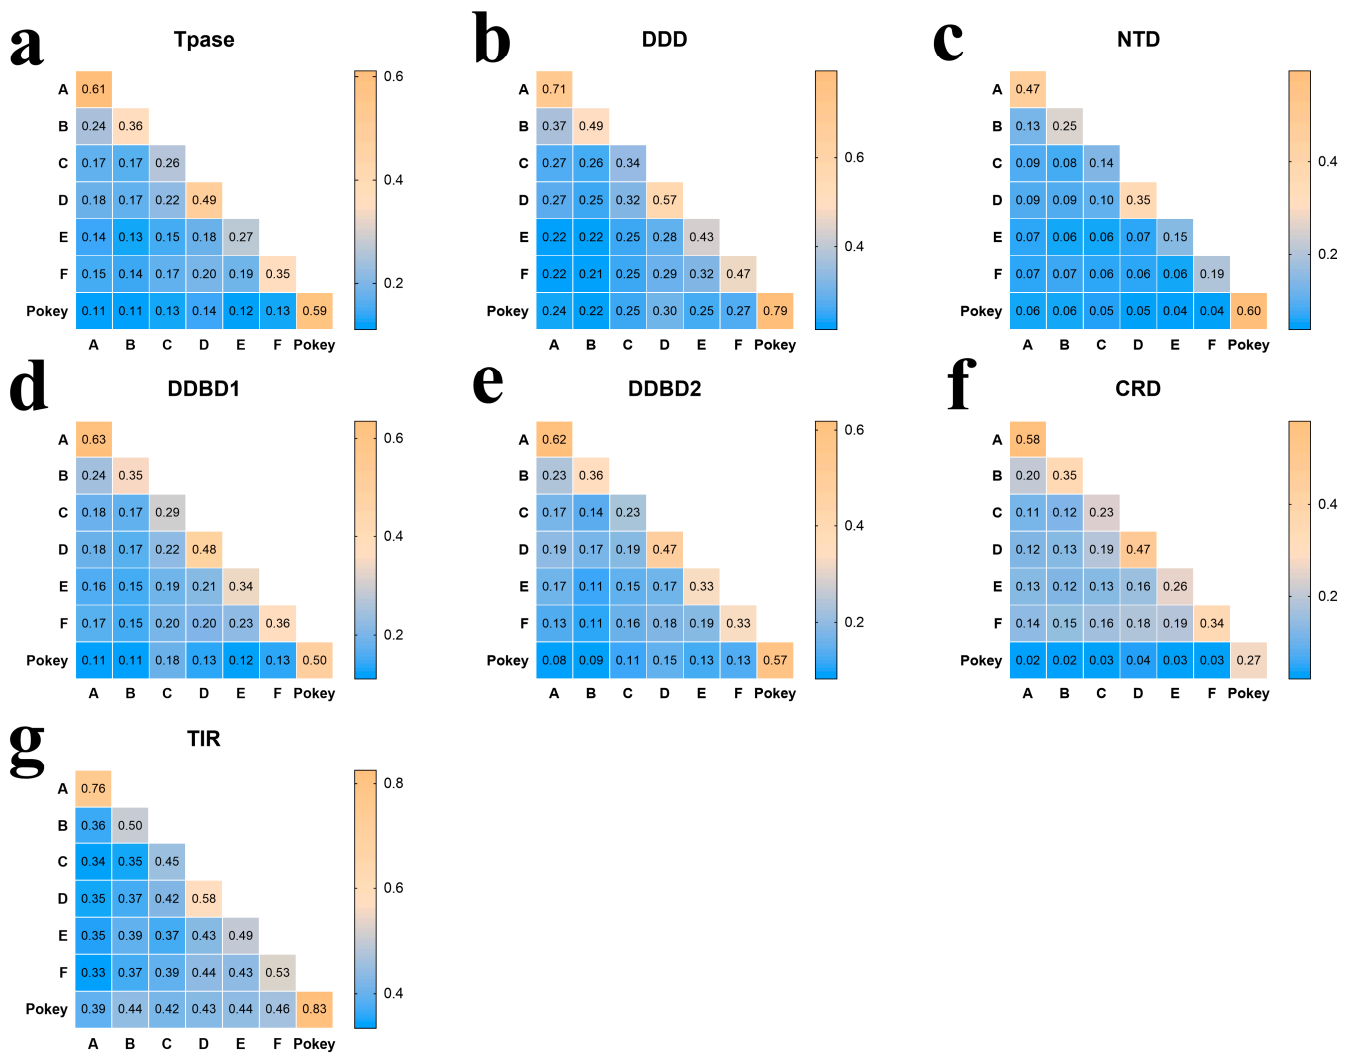 a Tpase
A 0.61 0.6
B 0.24 0.36
C 0.17 0.17 0.26 0.4
D 0.18 0.17 0.22 0.49
E 0.14 0.13 0.15 0.18 0.27
F 0.15 0.14 0.17 0.20 0.19 0.35 0.2
Pokey 0.11 0.11 0.13 0.14 0.12 0.13 0.59
A B C D E F Pokey
b DDD
A 0.71
B 0.37 0.49
C 0.27 0.26 0.34 0.6
D 0.27 0.25 0.32 0.57
E 0.22 0.22 0.25 0.28 0.43 0.4
F 0.22 0.21 0.25 0.29 0.32 0.47
Pokey 0.24 0.22 0.25 0.30 0.25 0.27 0.79
A B C D E F Pokey
c NTD
A 0.47
B 0.13 0.25
C 0.09 0.08 0.14 0.4
D 0.09 0.09 0.10 0.35
E 0.07 0.06 0.06 0.07 0.15 0.2
F 0.07 0.07 0.06 0.06 0.06 0.19
Pokey 0.06 0.06 0.05 0.05 0.04 0.04 0.60
A B C D E F Pokey
d DDBD1
A 0.63 0.6
B 0.24 0.35
C 0.18 0.17 0.29 0.4
D 0.18 0.17 0.22 0.48
E 0.16 0.15 0.19 0.21 0.34
F 0.17 0.15 0.20 0.20 0.23 0.36 0.2
Pokey 0.11 0.11 0.18 0.13 0.12 0.13 0.50
A B C D E F Pokey
e DDBD2
A 0.62 0.6
B 0.23 0.36
C 0.17 0.14 0.23 0.4
D 0.19 0.17 0.19 0.47
E 0.17 0.11 0.15 0.17 0.33
F 0.13 0.11 0.16 0.18 0.19 0.33 0.2
Pokey 0.08 0.09 0.11 0.15 0.13 0.13 0.57
A B C D E F Pokey
f CRD
A 0.58
B 0.20 0.35
C 0.11 0.12 0.23 0.4
D 0.12 0.13 0.19 0.47
E 0.13 0.12 0.13 0.16 0.26 0.2
F 0.14 0.15 0.16 0.18 0.19 0.34
Pokey 0.02 0.02 0.03 0.04 0.03 0.03 0.27
A B C D E F Pokey
g TIR
A 0.76 0.8
B 0.36 0.50
C 0.34 0.35 0.45
D 0.35 0.37 0.42 0.58 0.6
E 0.35 0.39 0.37 0.43 0.49
F 0.33 0.37 0.39 0.44 0.43 0.53 0.4
Pokey 0.39 0.44 0.42 0.43 0.44 0.46 0.83
A B C D E F Pokey